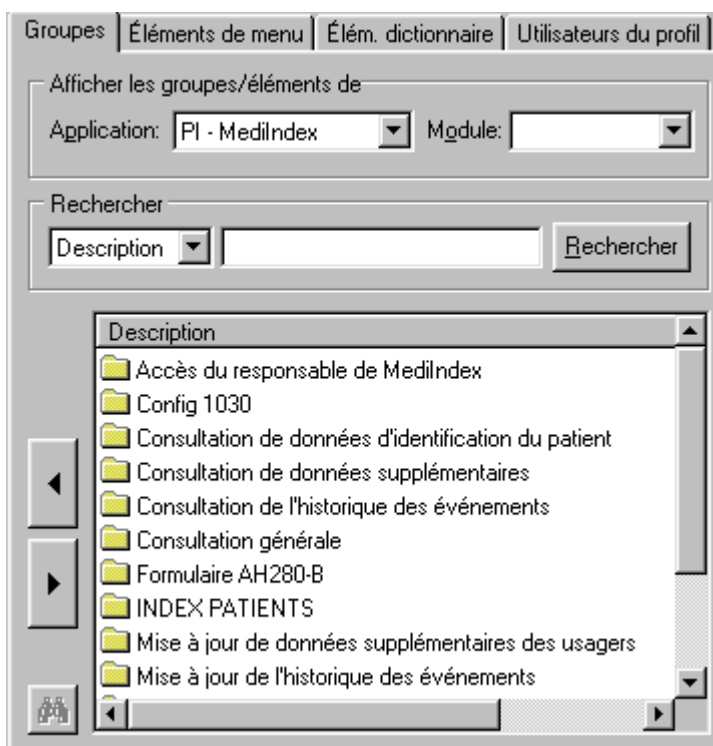 Groupes Éléments de menu Élém. dictionnaire Utilisateurs du profil
Afficher les groupes/éléments de
Application: PI - MediIndex Module:
Rechercher
Description Rechercher
Description
Accès du responsable de MediIndex
Config 1030
Consultation de données d'identification du patient
Consultation de données supplémentaires
Consultation de l'historique des événements
Consultation générale
Formulaire AH280-B
INDEX PATIENTS
Mise à jour de données supplémentaires des usagers
Mise à jour de l'historique des événements